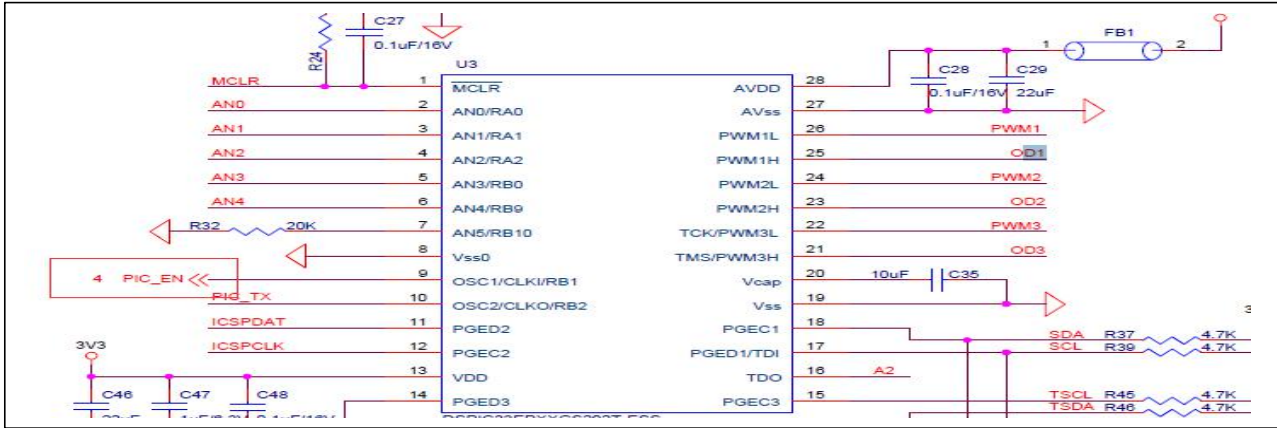 C27
0.1uF/16V
R24
FB1
1 2
U3
C28
0.1uF/16V
C29
22uF
MCLR 1 MCLR AVDD 28
AN0 2 AN0/RA0 AVss 27
AN1 3 AN1/RA1 PWM1L 26 PWM1
AN2 4 AN2/RA2 PWM1H 25 OD1
AN3 5 AN3/RB0 PWM2L 24 PWM2
AN4 6 AN4/RB9 PWM2H 23 OD2
R32 20K 7 AN5/RB10 TCK/PWM3L 22 PWM3
8 Vss0 TMS/PWM3H 21 OD3
4 PIC_EN 9 OSC1/CLKI/RB1 Vcap 20 10uF C35
PIC_TX 10 OSC2/CLKO/RB2 Vss 19
ICSPDAT 11 PGED2 PGEC1 18 SDA R37 4.7K
ICSPCLK 12 PGEC2 PGED1/TDI 17 SCL R39 4.7K
3V3 13 VDD TDO 16 A2
14 PGED3 PGEC3 15 TSCL R45 4.7K
TSDA R46 4.7K
C46
C47
C48